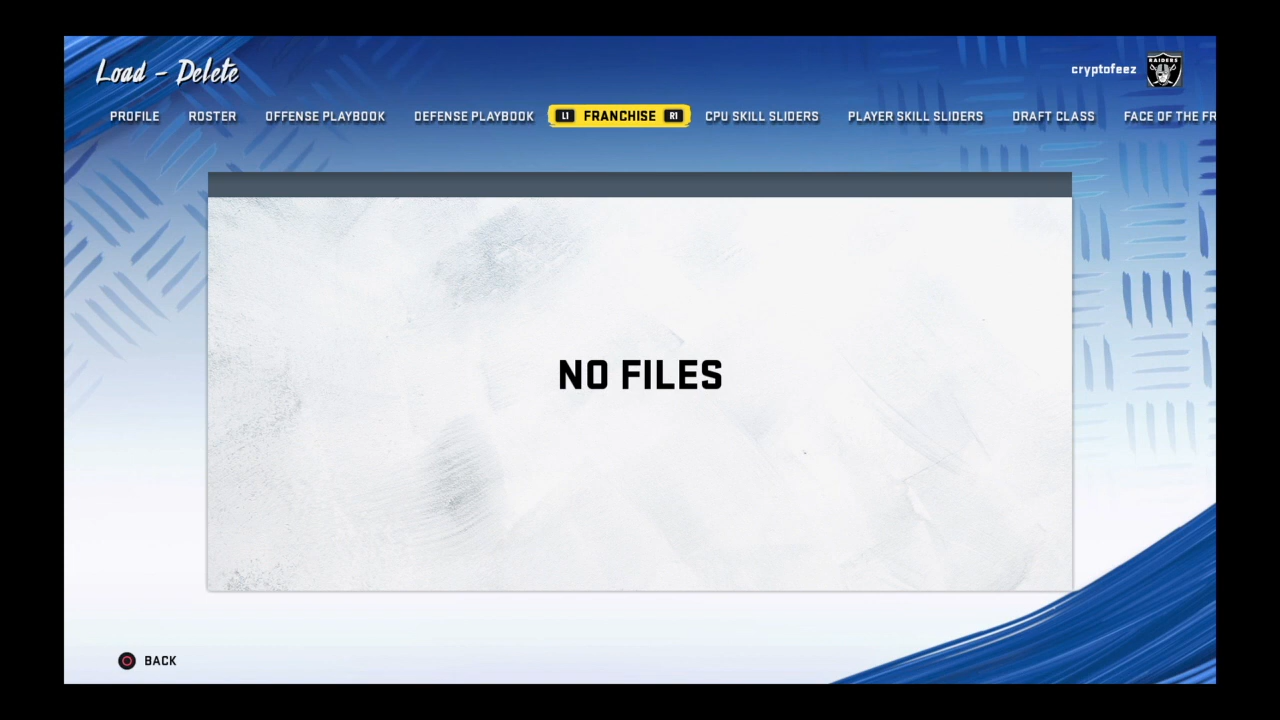 Load - Delete
cryptofeez
RAIDERS
PROFILE ROSTER OFFENSE PLAYBOOK DEFENSE PLAYBOOK L1 FRANCHISE R1 CPU SKILL SLIDERS PLAYER SKILL SLIDERS DRAFT CLASS FACE OF THE FR
NO FILES
BACK